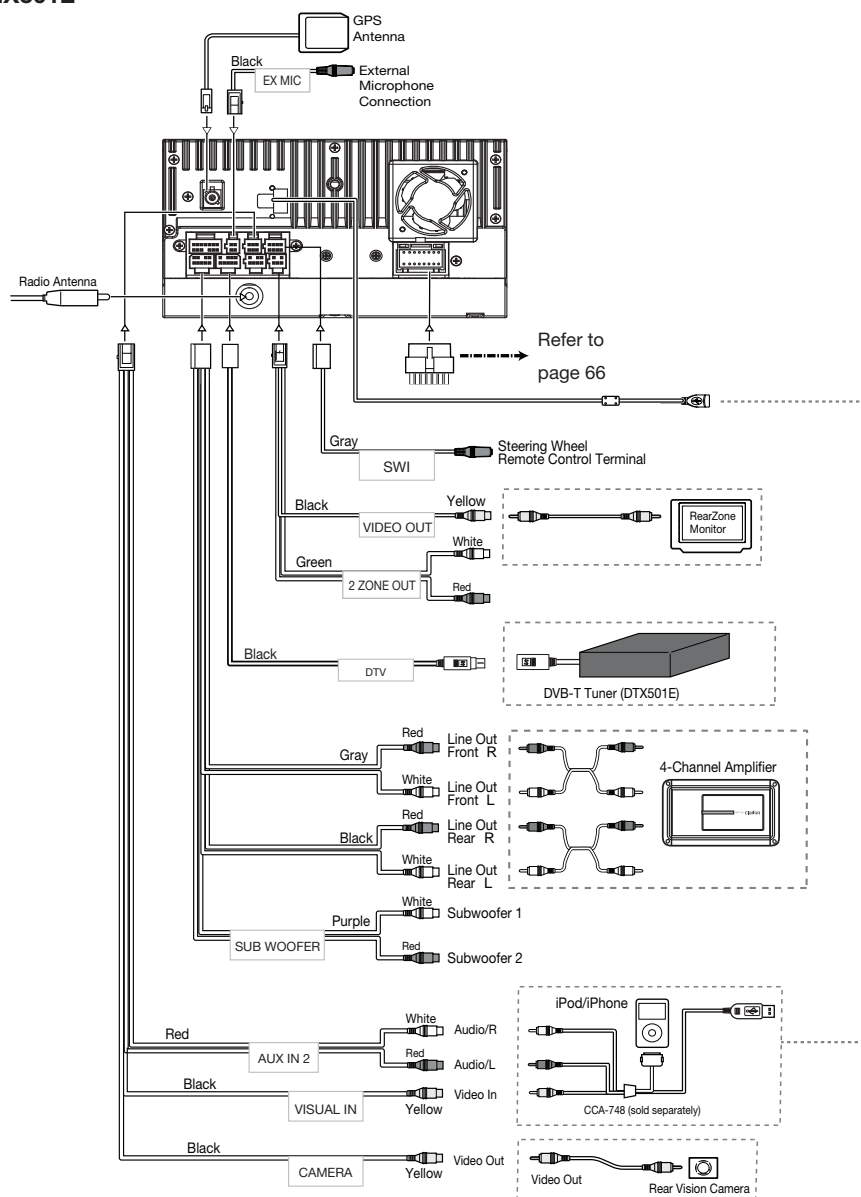 GPS
Antenna
Black
EX MIC
External
Microphone
Connection
Radio Antenna
Refer to
page 66
Gray
SWI
Steering Wheel
Remote Control Terminal
Black
VIDEO OUT
Yellow
RearZone
Monitor
Green
2 ZONE OUT
White
Red
Black
DTV
DVB-T Tuner (DTX501E)
Gray
Red
Line Out
Front R
White
Line Out
Front L
4-Channel Amplifier
clarion
Black
Red
Line Out
Rear R
White
Line Out
Rear L
Purple
SUB WOOFER
White
Subwoofer 1
Red
Subwoofer 2
Red
AUX IN 2
White
Audio/R
Red
Audio/L
iPod/iPhone
Black
VISUAL IN
Yellow
Video In
CCA-748 (sold separately)
Black
CAMERA
Yellow
Video Out
Video Out
Rear Vision Camera